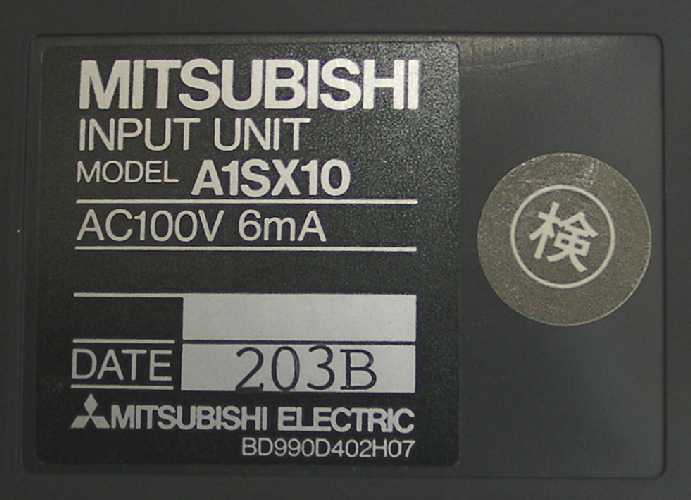 MITSUBISHI
INPUT UNIT
MODEL A1SX10
AC100V 6mA
DATE 203B
MITSUBISHI ELECTRIC
BD990D402H07
検